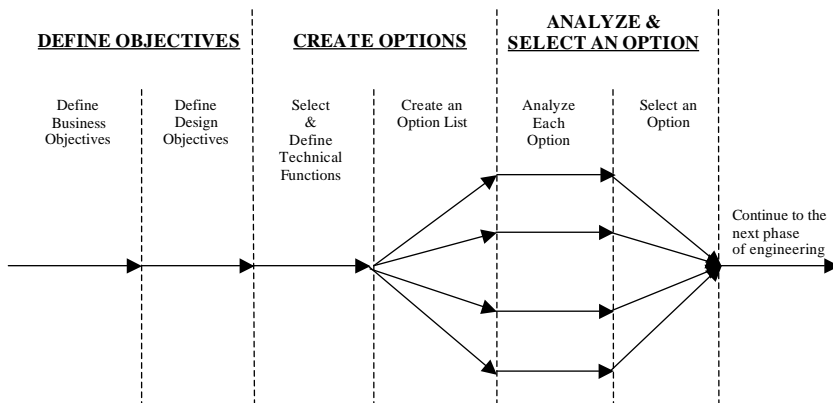 DEFINE OBJECTIVES
CREATE OPTIONS
ANALYZE &
SELECT AN OPTION
Define
Business
Objectives
Define
Design
Objectives
Select
&
Define
Technical
Functions
Create an
Option List
Analyze
Each
Option
Select an
Option
Continue to the
next phase
of engineering